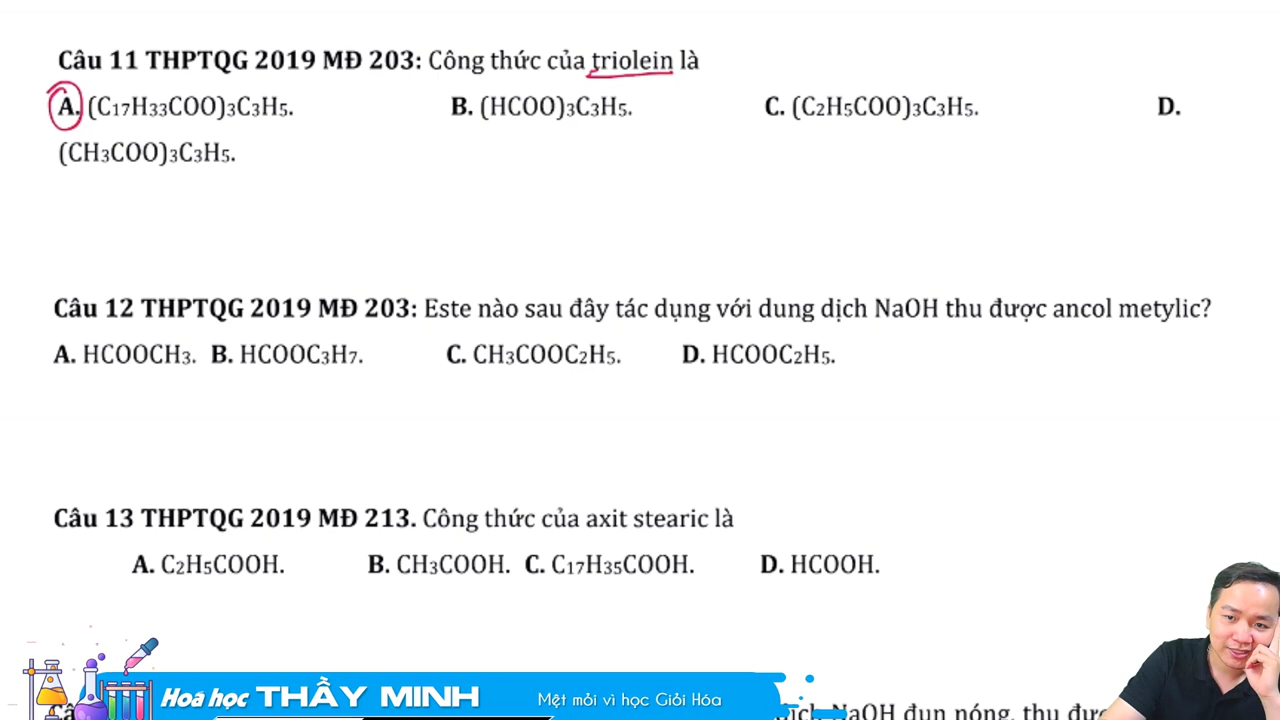 Câu 11 THPTQG 2019 MĐ 203: Công thức của triolein là
A. (C17H33COO)3C3H5. B. (HCOO)3C3H5. C. (C2H5COO)3C3H5. D.
(CH3COO)3C3H5.
Câu 12 THPTQG 2019 MĐ 203: Este nào sau đây tác dụng với dung dịch NaOH thu được ancol metylic?
A. HCOOCH3. B. HCOOC3H7. C. CH3COOC2H5. D. HCOOC2H5.
Câu 13 THPTQG 2019 MĐ 213. Công thức của axit stearic là
A. C2H5COOH. B. CH3COOH. C. C17H35COOH. D. HCOOH.
Hoá học THẦY MINH Mệt mỏi vì học Giỏi Hóa
NaOH đun nóng, thu